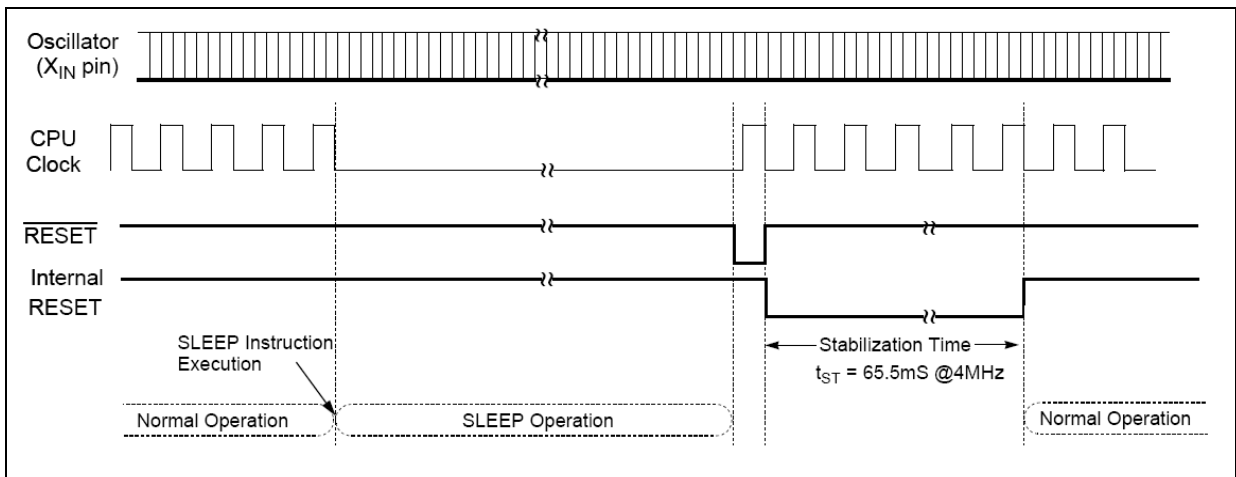 Oscillator
(XIN pin)
CPU
Clock
RESET
Internal
RESET
SLEEP Instruction
Execution
Stabilization Time
tST = 65.5mS @4MHz
Normal Operation
SLEEP Operation
Normal Operation